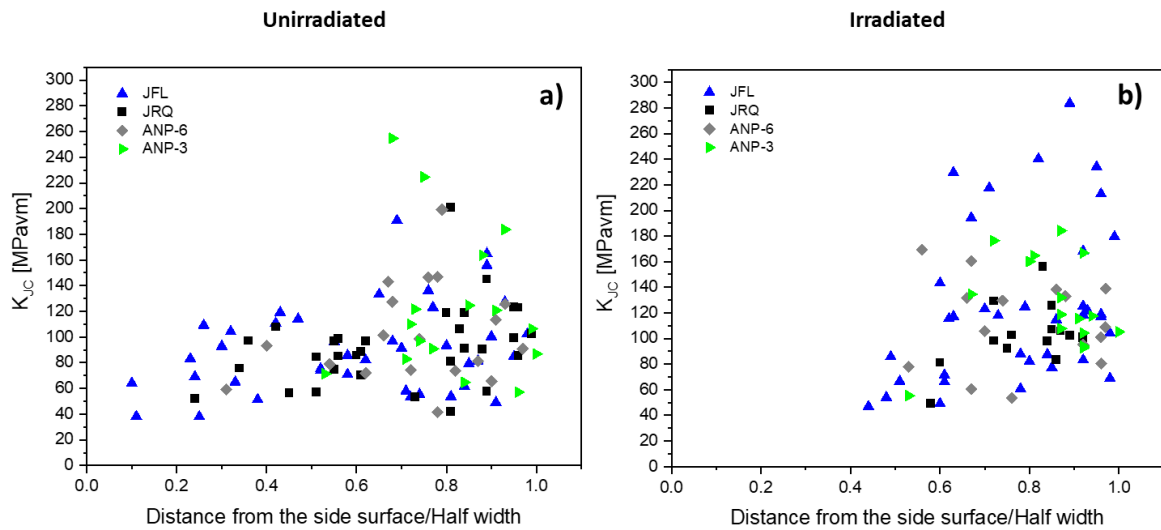 Unirradiated
Irradiated
a)
JFL
JRQ
ANP-6
ANP-3
300
280
260
240
220
200
180
160
140
120
100
80
60
40
20
0
K_JC [MPavm]
0.0 0.2 0.4 0.6 0.8 1.0
Distance from the side surface/Half width
b)
JFL
JRQ
ANP-6
ANP-3
300
280
260
240
220
200
180
160
140
120
100
80
60
40
20
0
K_JC [MPavm]
0.0 0.2 0.4 0.6 0.8 1.0
Distance from the side surface/Half width